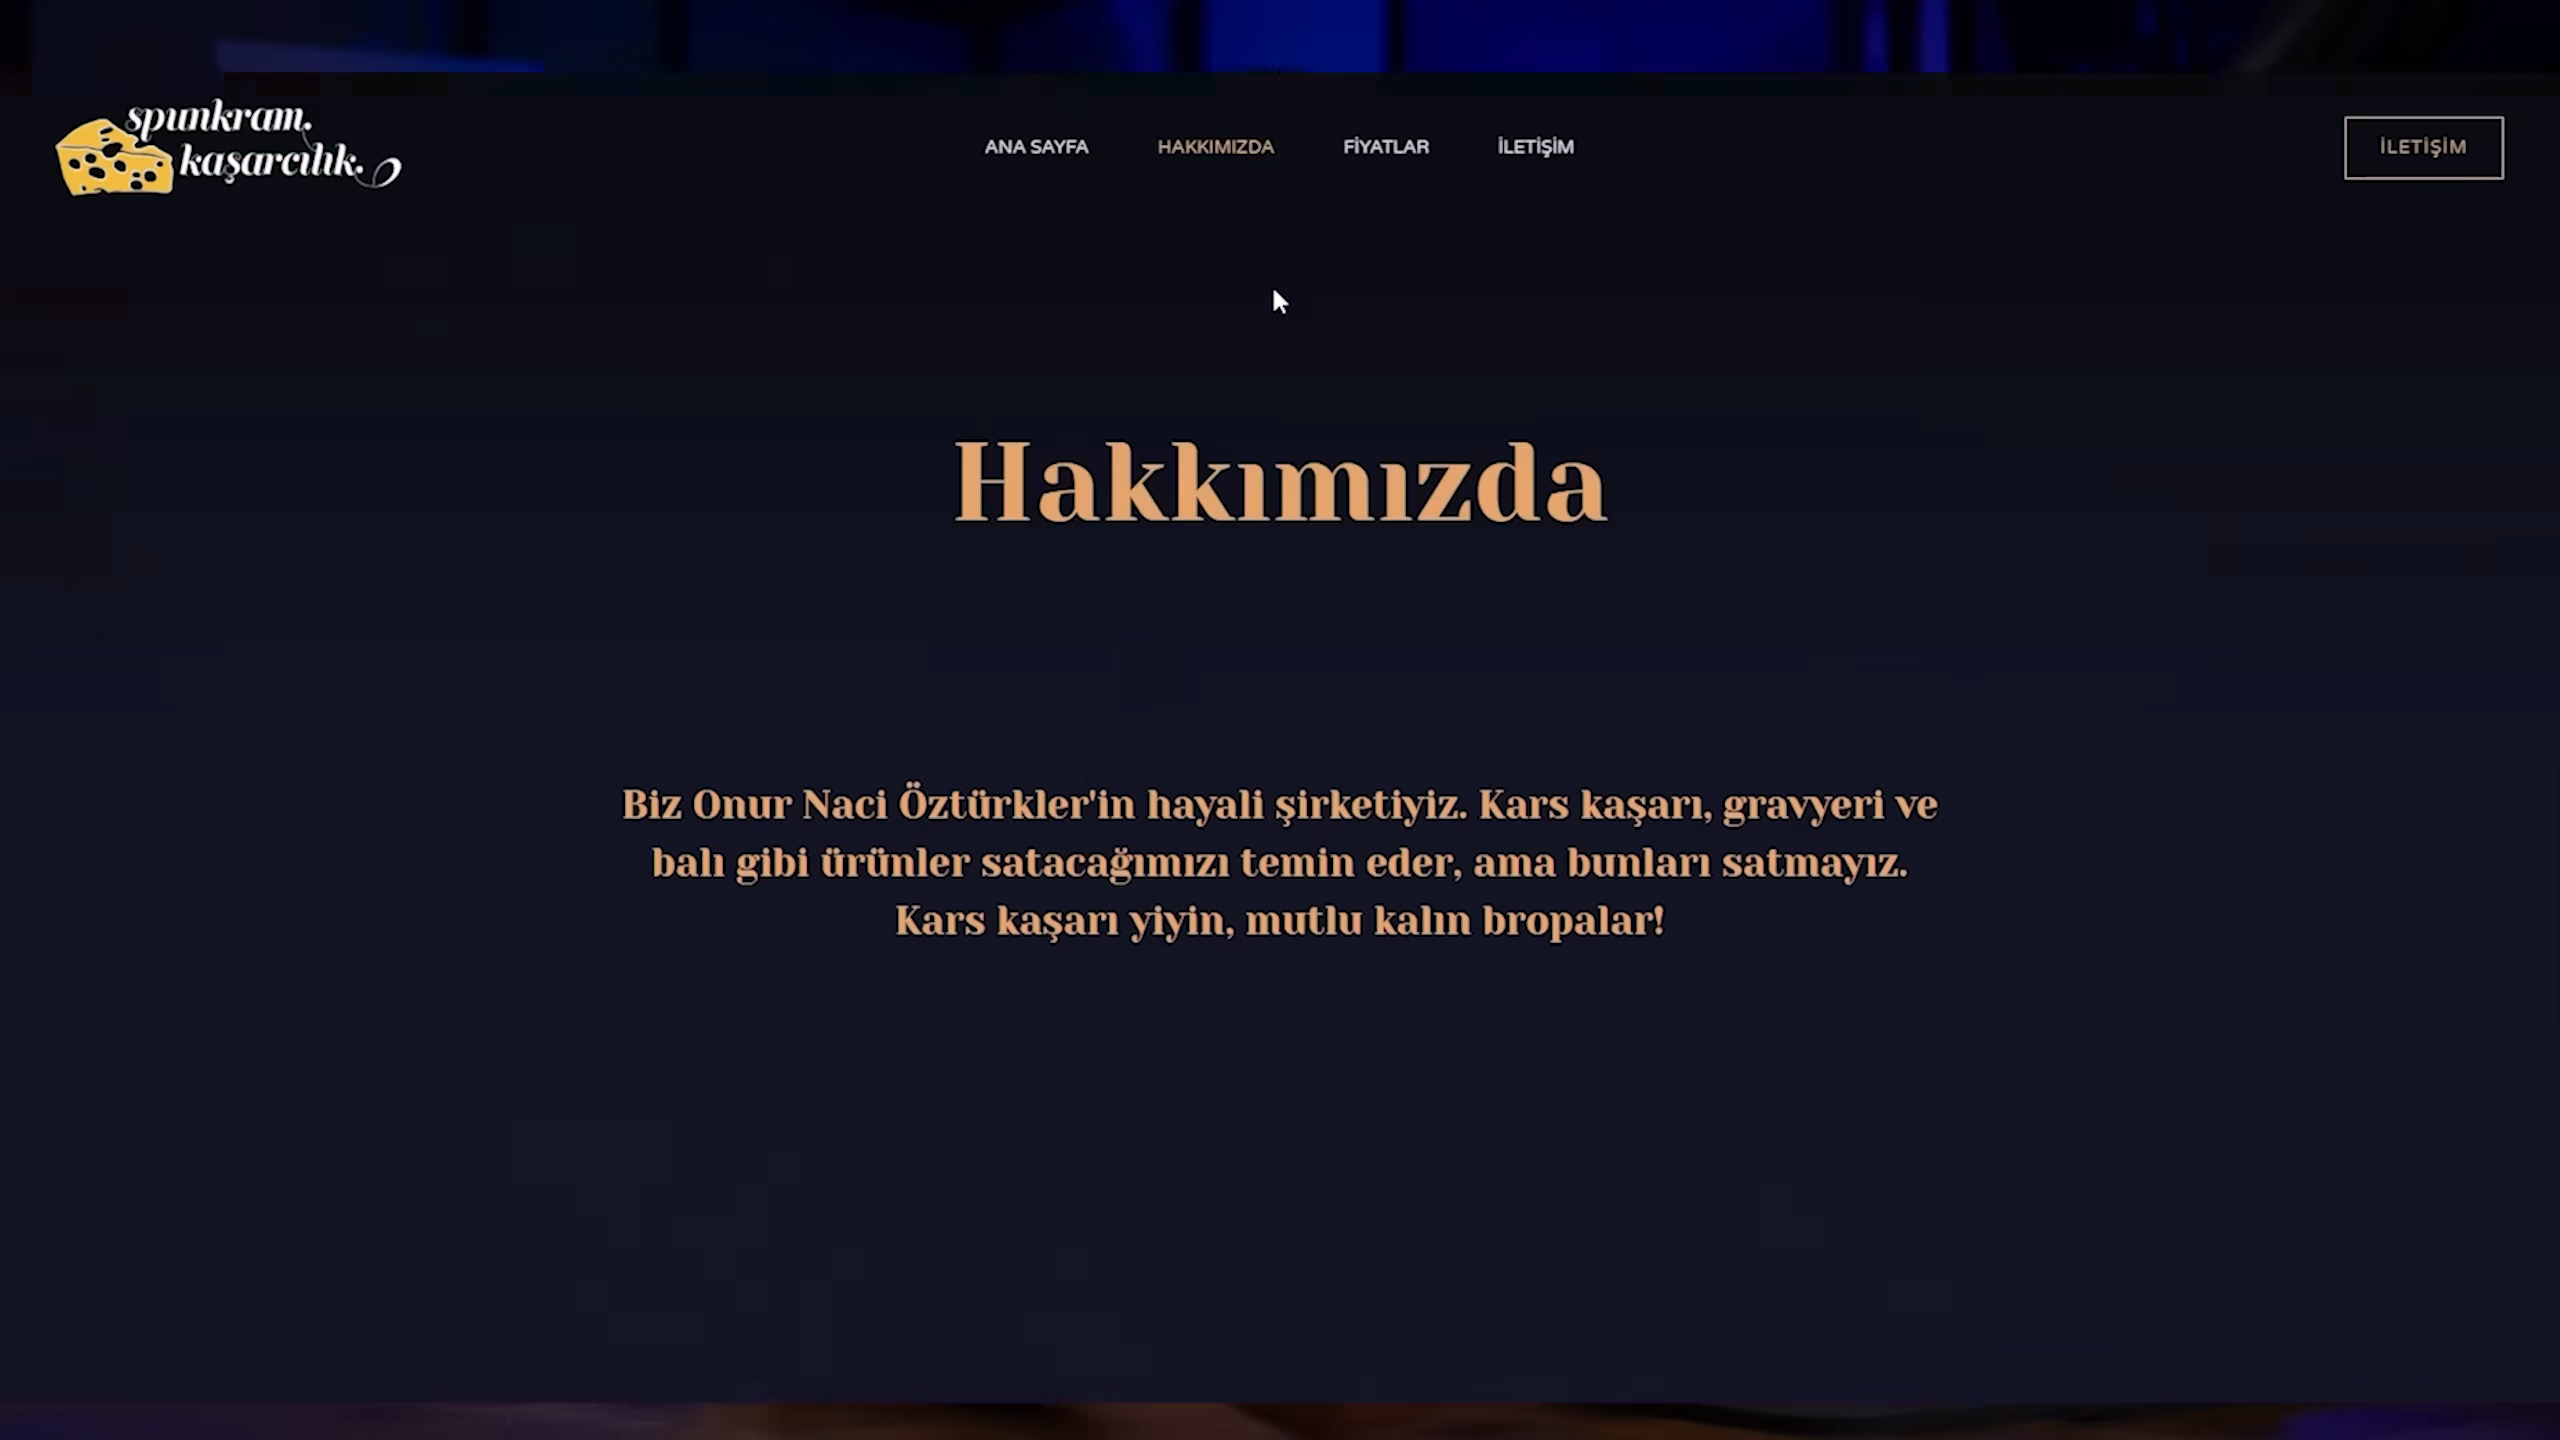 spunkram.
kaşarcılık.
ANA SAYFA
HAKKIMIZDA
FİYATLAR
İLETİŞİM
İLETİŞİM
Hakkımızda
Biz Onur Naci Öztürkler'in hayali şirketiyiz. Kars kaşarı, gravyeri ve
balı gibi ürünler satacağımızı temin eder, ama bunları satmayız.
Kars kaşarı yiyin, mutlu kalın bropalar!